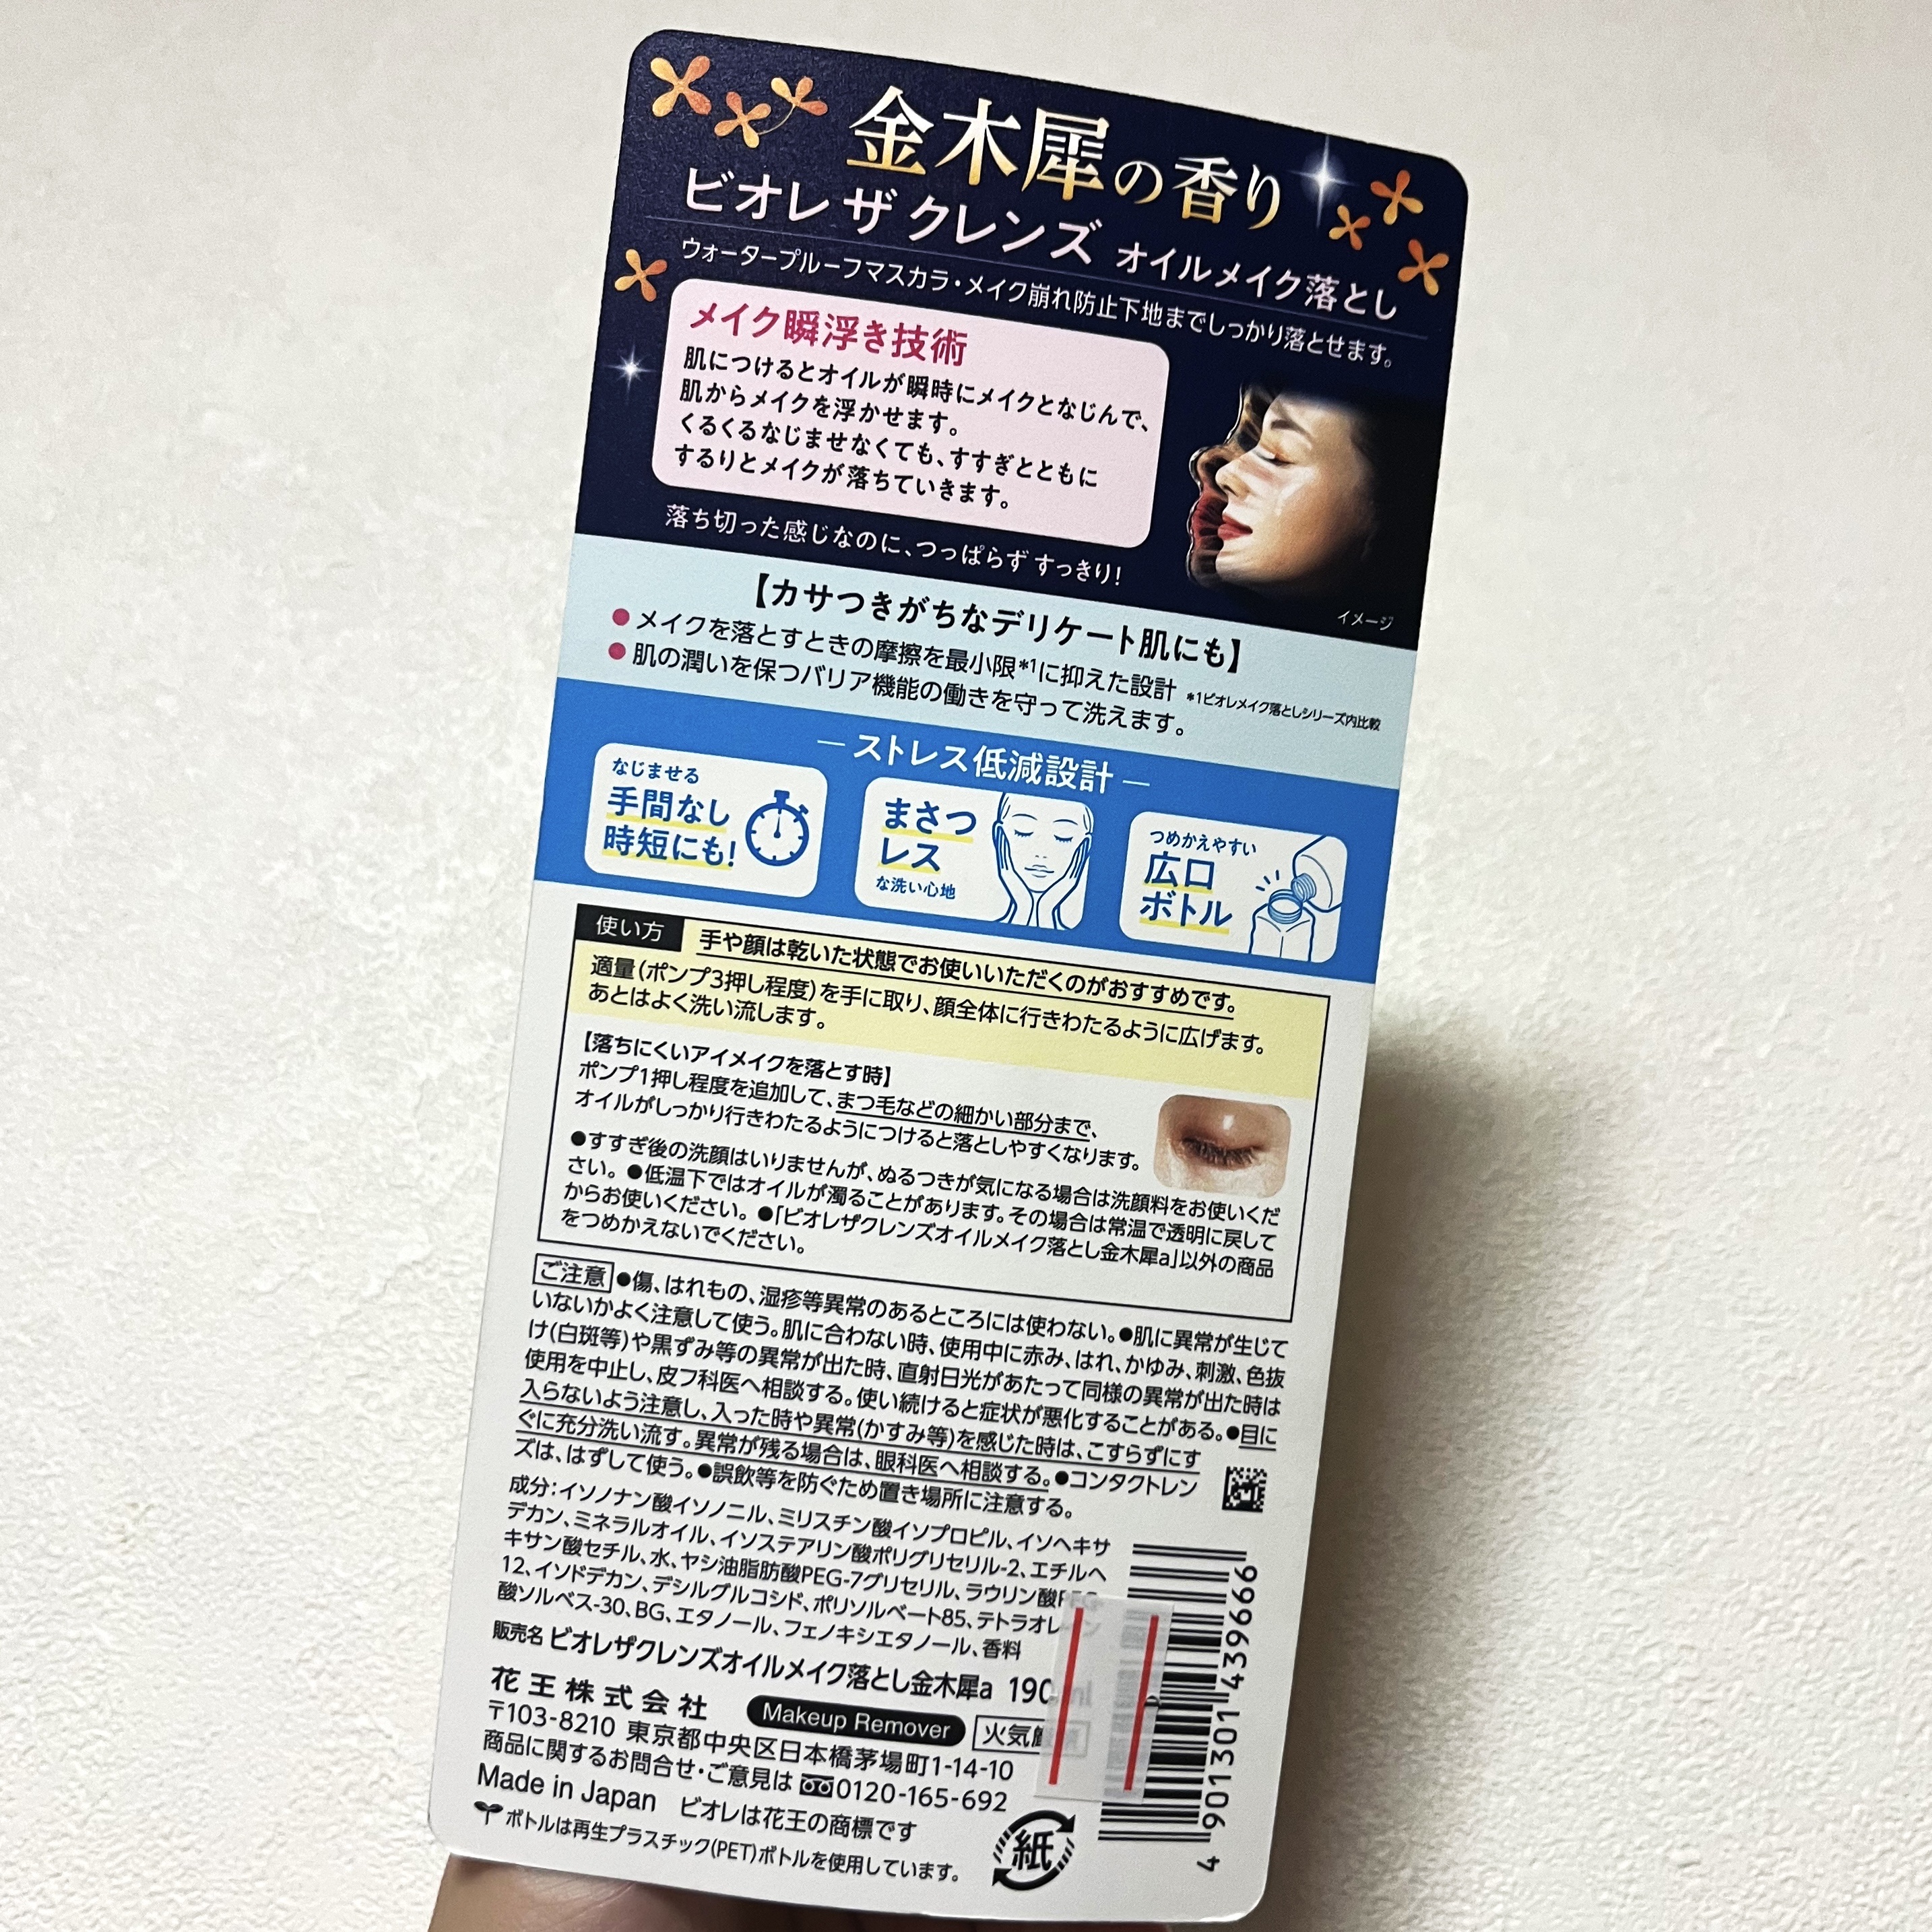 金木犀の香り
ビオレ ザ クレンズ オイルメイク落とし
ウォータープルーフマスカラ・メイク崩れ防止下地までしっかり落とせます。
メイク瞬浮き技術
肌につけるとオイルが瞬時にメイクとなじんで、
肌からメイクを浮かせます。
くるくるなじませなくても、すすぎとともに
するりとメイクが落ちていきます。
落ち切った感じなのに、つっぱらず すっきり!
イメージ
【カサつきがちなデリケート肌にも】
●メイクを落とすときの摩擦を最小限*1に抑えた設計 *1ビオレメイク落としシリーズ内比較
●肌の潤いを保つバリア機能の働きを守って洗えます。
— ストレス低減設計 —
なじませる
手間なし
時短にも!
まさつ
レス
な洗い心地
つめかえやすい
広口
ボトル
使い方 手や顔は乾いた状態でお使いいただくのがおすすめです。
適量(ポンプ3押し程度)を手に取り、顔全体に行きわたるように広げます。
あとはよく洗い流します。
【落ちにくいアイメイクを落とす時】
ポンプ1押し程度を追加して、まつ毛などの細かい部分まで、
オイルがしっかり行きわたるようにつけると落としやすくなります。
●すすぎ後の洗顔はいりませんが、ぬるつきが気になる場合は洗顔料をお使いくだ
さい。●低温下ではオイルが濁ることがあります。その場合は常温で透明に戻して
からお使いください。●「ビオレザクレンズオイルメイク落とし金木犀a」以外の商品
をつめかえないでください。
ご注意 ●傷、はれもの、湿疹等異常のあるところには使わない。●肌に異常が生じて
いないかよく注意して使う。肌に合わない時、使用中に赤み、はれ、かゆみ、刺激、色抜
け(白斑等)や黒ずみ等の異常が出た時、直射日光があたって同様の異常が出た時は
使用を中止し、皮フ科医へ相談する。使い続けると症状が悪化することがある。●目に
入らないよう注意し、入った時や異常(かすみ等)を感じた時は、こすらずにす
ぐに充分洗い流す。異常が残る場合は、眼科医へ相談する。●コンタクトレン
ズは、はずして使う。●誤飲等を防ぐため置き場所に注意する。
成分:イソノナン酸イソノニル、ミリスチン酸イソプロピル、イソヘキサ
デカン、ミネラルオイル、イソステアリン酸ポリグリセリル-2、エチルヘ
キサン酸セチル、水、ヤシ油脂肪酸PEG-7グリセリル、ラウリン酸PEG-
12、イソドデカン、デシルグルコシド、ポリソルベート85、テトラオレイン
酸ソルベス-30、BG、エタノール、フェノキシエタノール、香料
販売名 ビオレザクレンズオイルメイク落とし金木犀a 190ml
花王株式会社 Makeup Remover 火気厳禁
〒103-8210 東京都中央区日本橋茅場町1-14-10
商品に関するお問合せ・ご意見は 0120-165-692
Made in Japan ビオレは花王の商標です
ボトルは再生プラスチック(PET)ボトルを使用しています。
紙
4 901301 439666